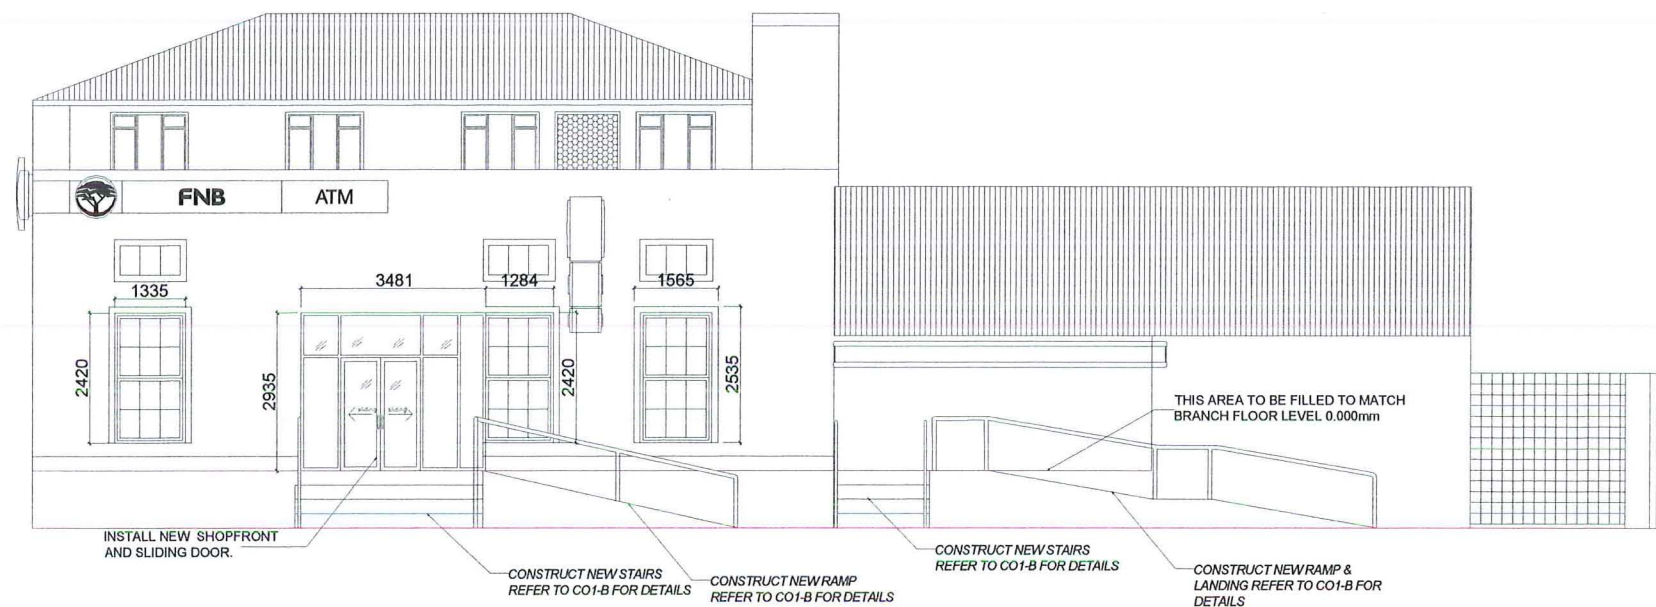 FNB
ATM
3481
1284
1565
1335
2420
2935
2420
2535
THIS AREA TO BE FILLED TO MATCH
BRANCH FLOOR LEVEL 0.000mm
INSTALL NEW SHOPFRONT
AND SLIDING DOOR.
CONSTRUCT NEW STAIRS
REFER TO CO1-B FOR DETAILS
CONSTRUCT NEW RAMP
REFER TO CO1-B FOR DETAILS
CONSTRUCT NEW STAIRS
REFER TO CO1-B FOR DETAILS
CONSTRUCT NEW RAMP &
LANDING REFER TO CO1-B FOR
DETAILS